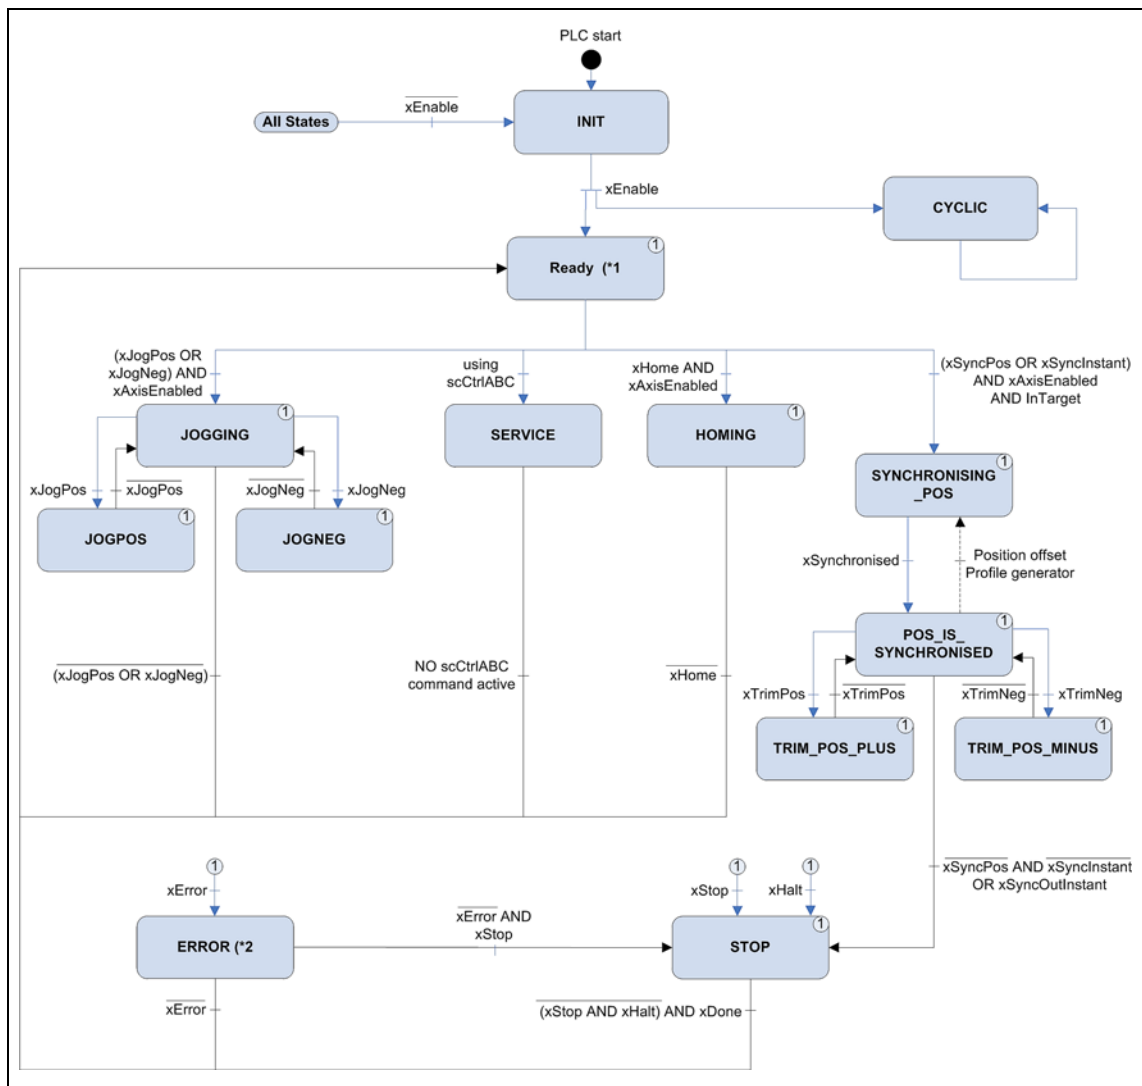 PLC start
All States
xEnable
INIT
xEnable
CYCLIC
Ready (*1
1
(xJogPos OR
xJogNeg) AND
xAxisEnabled
using
scCtrlABC
xHome AND
xAxisEnabled
(xSyncPos OR xSyncInstant)
AND xAxisEnabled
AND InTarget
JOGGING
1
SERVICE
HOMING
1
SYNCHRONISING
_POS
1
xJogPos
xJogPos
xJogNeg
xJogNeg
JOGPOS
1
JOGNEG
1
xSynchronised
Position offset
Profile generator
POS_IS_
SYNCHRONISED
1
(xJogPos OR xJogNeg)
NO scCtrlABC
command active
xHome
xTrimPos
xTrimPos
xTrimNeg
xTrimNeg
TRIM_POS_PLUS
1
TRIM_POS_MINUS
1
xSyncPos AND xSyncInstant
OR xSyncOutInstant
1
xError
1
xStop
1
xHalt
ERROR (*2
xError AND
xStop
STOP
1
xError
(xStop AND xHalt) AND xDone